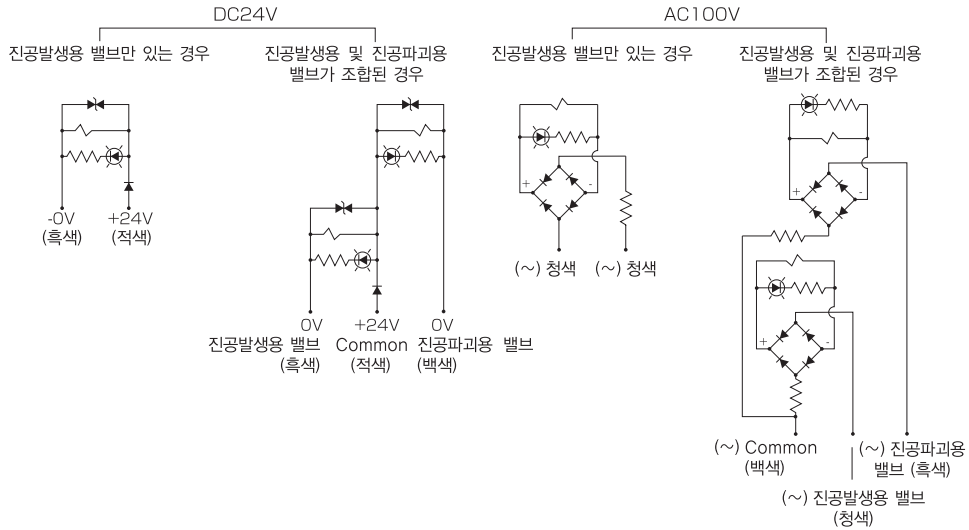 DC24V
AC100V
진공발생용 밸브만 있는 경우
진공발생용 및 진공파괴용
밸브가 조합된 경우
진공발생용 밸브만 있는 경우
진공발생용 및 진공파괴용
밸브가 조합된 경우
-0V
(흑색)
+24V
(적색)
0V
진공발생용 밸브
(흑색)
+24V
Common
(적색)
0V
진공파괴용 밸브
(백색)
+
-
(~) 청색
(~) 청색
+
-
+
-
(~) Common
(백색)
(~) 진공파괴용
밸브 (흑색)
(~) 진공발생용 밸브
(청색)